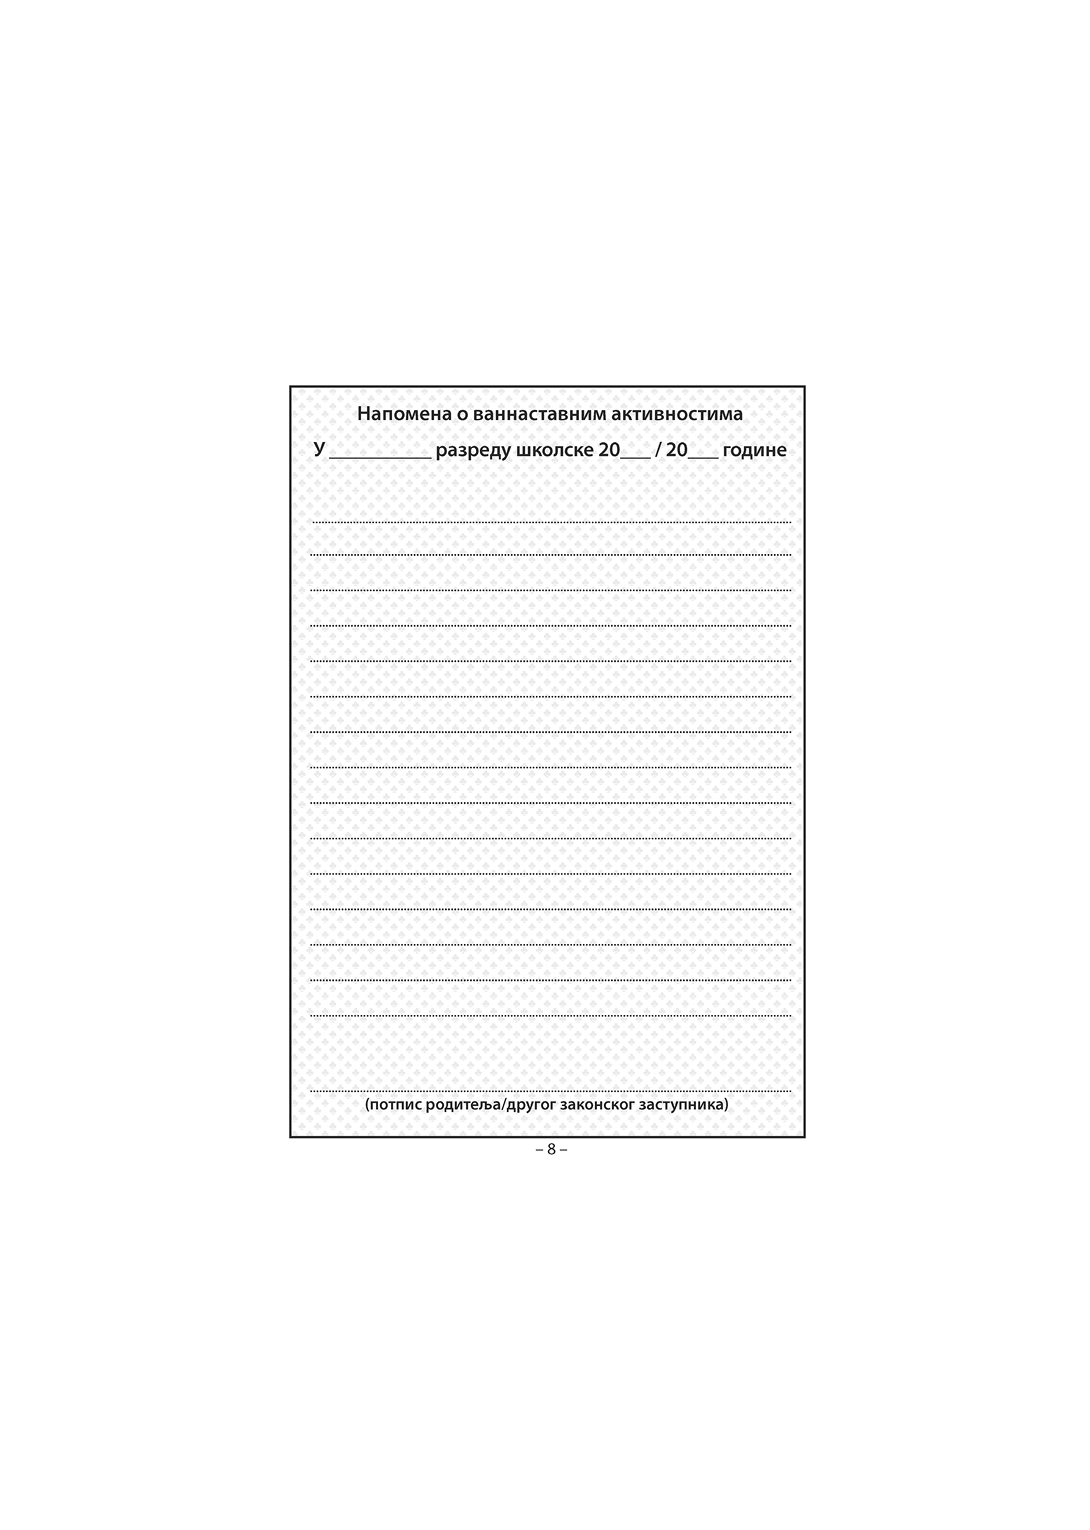 Напомена о ваннаставним активностима
У __________ разреду школске 20___ / 20___ године
(потпис родитеља/другог законског заступника)
– 8 –